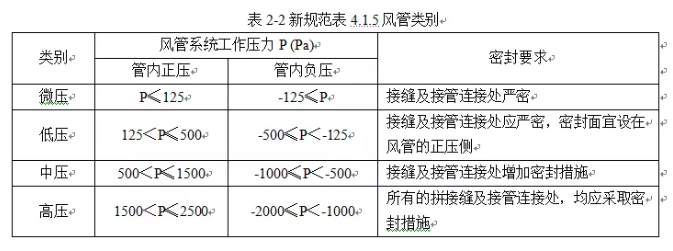 表 2-2 新规范表 4.1.5 风管类别
类别
风管系统工作压力 P (Pa)
密封要求
管内正压
管内负压
微压
P≤125
-125≤P
接缝及接管连接处严密
低压
125＜P≤500
-500≤P＜-125
接缝及接管连接处应严密，密封面宜设在
风管的正压侧
中压
500＜P≤1500
-1000≤P＜-500
接缝及接管连接处增加密封措施
高压
1500＜P≤2500
-2000≤P＜-1000
所有的拼接缝及接管连接处，均应采取密
封措施